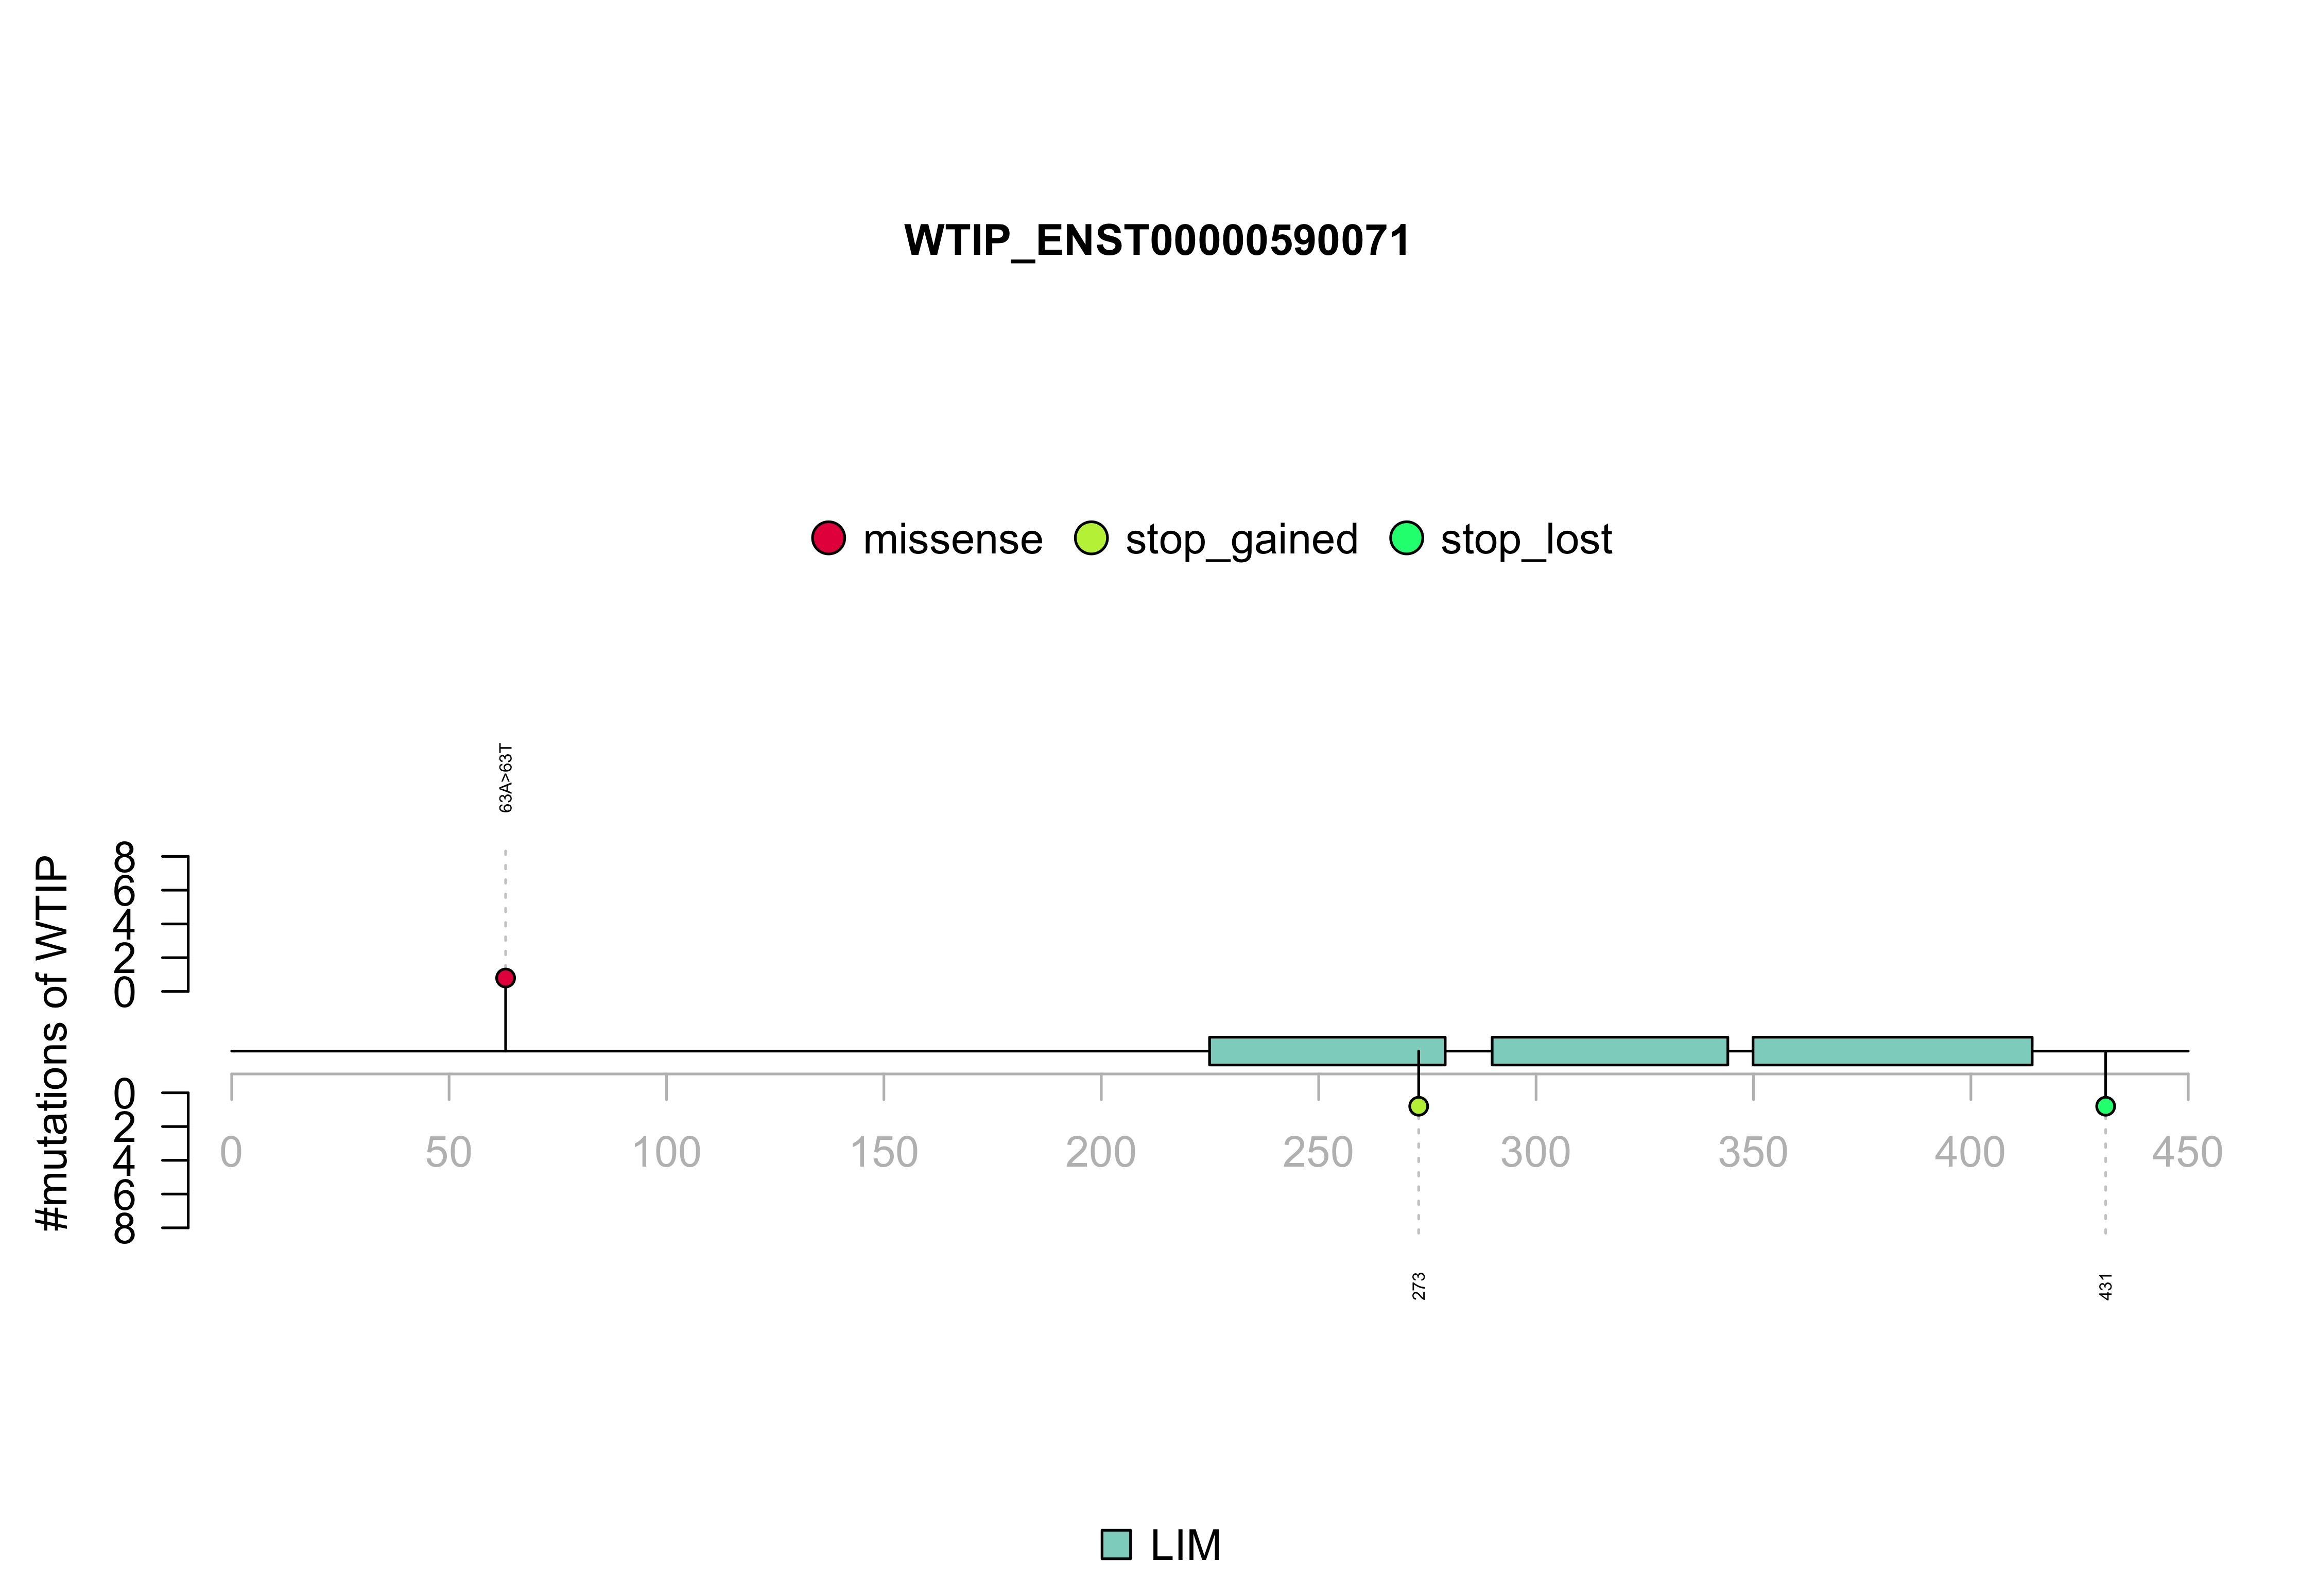 WTIP_ENST00000590071
missense stop_gained stop_lost
63A>63T
#mutations of WTIP
8
6
4
2
0
0
2
4
6
8
0 50 100 150 200 250 300 350 400 450
273
431
LIM